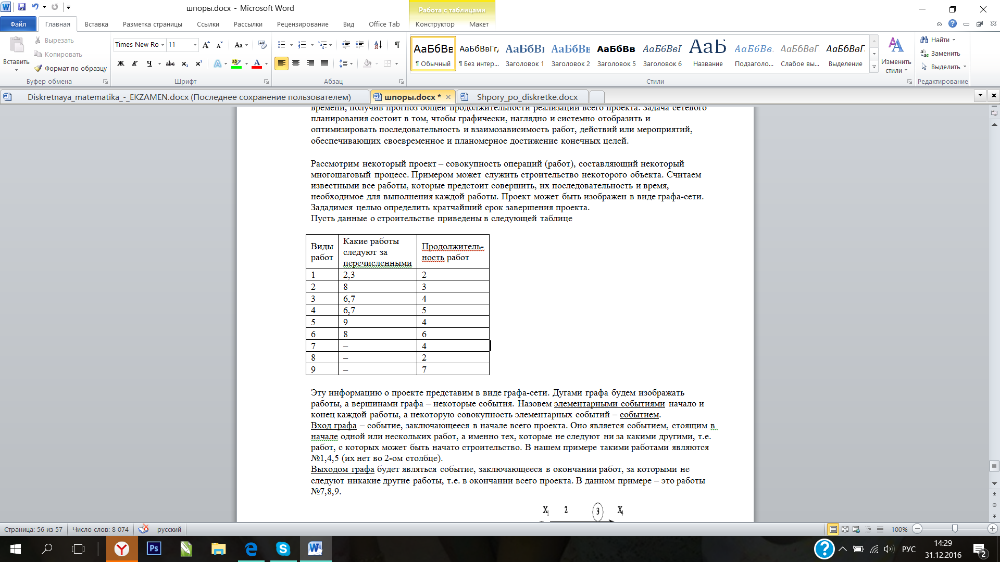 шпоры.docx - Microsoft Word
Работа с таблицами
Файл Главная Вставка Разметка страницы Ссылки Рассылки Рецензирование Вид Office Tab Конструктор Макет
Вставить
Вырезать
Копировать
Формат по образцу
Буфер обмена
Times New Ro 11
Ж К Ч abc x₂ x²
Шрифт
Абзац
АаБбВв АаБбВвГг, АаБбВı АаБбВв АаБбВв АаБбВвІ АаБ АаБбВв. АаБбВвГ. АаБбВвГ.
¶ Обычный ¶ Без интер... Заголовок 1 Заголовок 2 Заголовок 5 Заголовок 6 Название Подзаголо... Слабое вы... Выделение
Стили
Изменить стили
Найти
Заменить
Выделить
Редактирование
Diskretnaya_matematika_-_EKZAMEN.docx (Последнее сохранение пользователем) шпоры.docx * Shpory_po_diskretke.docx
времени, получив прогноз общей продолжительности реализации всего проекта. Задача сетевого
планирования состоит в том, чтобы графически, наглядно и системно отобразить и
оптимизировать последовательность и взаимозависимость работ, действий или мероприятий,
обеспечивающих своевременное и планомерное достижение конечных целей.
Рассмотрим некоторый проект – совокупность операций (работ), составляющий некоторый
многошаговый процесс. Примером может служить строительство некоторого объекта. Считаем
известными все работы, которые предстоит совершить, их последовательность и время,
необходимое для выполнения каждой работы. Проект может быть изображен в виде графа-сети.
Зададимся целью определить кратчайший срок завершения проекта.
Пусть данные о строительстве приведены в следующей таблице
Виды работ Какие работы следуют за перечисленными Продолжитель-ность работ
1 2,3 2
2 8 3
3 6,7 4
4 6,7 5
5 9 4
6 8 6
7 – 4
8 – 2
9 – 7
Эту информацию о проекте представим в виде графа-сети. Дугами графа будем изображать
работы, а вершинами графа – некоторые события. Назовем элементарными событиями начало и
конец каждой работы, а некоторую совокупность элементарных событий – событием.
Вход графа – событие, заключающееся в начале всего проекта. Оно является событием, стоящим в
начале одной или нескольких работ, а именно тех, которые не следуют ни за какими другими, т.е.
работ, с которых может быть начато строительство. В нашем примере такими работами являются
№1,4,5 (их нет во 2-ом столбце).
Выходом графа будет являться событие, заключающееся в окончании работ, за которыми не
следуют никакие другие работы, т.е. в окончании всего проекта. В данном примере – это работы
№7,8,9.
X₁ 2 3 X₄
Страница: 56 из 57 Число слов: 8 074 русский 100%
РУС 14:29
31.12.2016 2